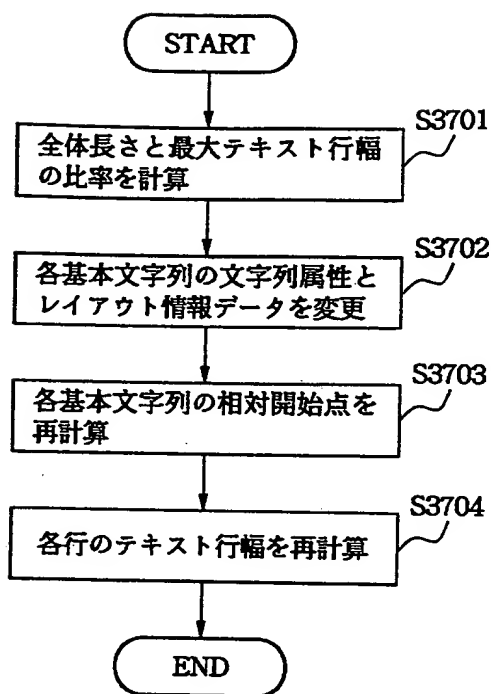 START
S3701
全体長さと最大テキスト行幅
の比率を計算
S3702
各基本文字列の文字列属性と
レイアウト情報データを変更
S3703
各基本文字列の相対開始点を
再計算
S3704
各行のテキスト行幅を再計算
END